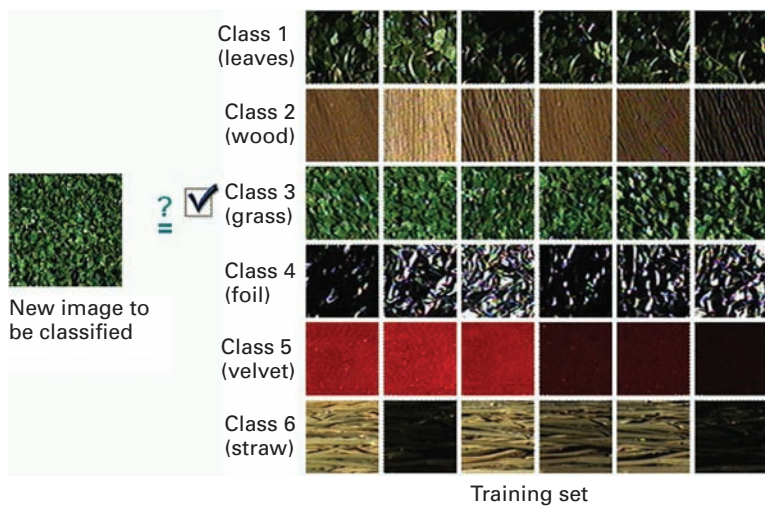 Class 1
(leaves)
Class 2
(wood)
?
=
Class 3
(grass)
Class 4
(foil)
New image to
be classified
Class 5
(velvet)
Class 6
(straw)
Training set